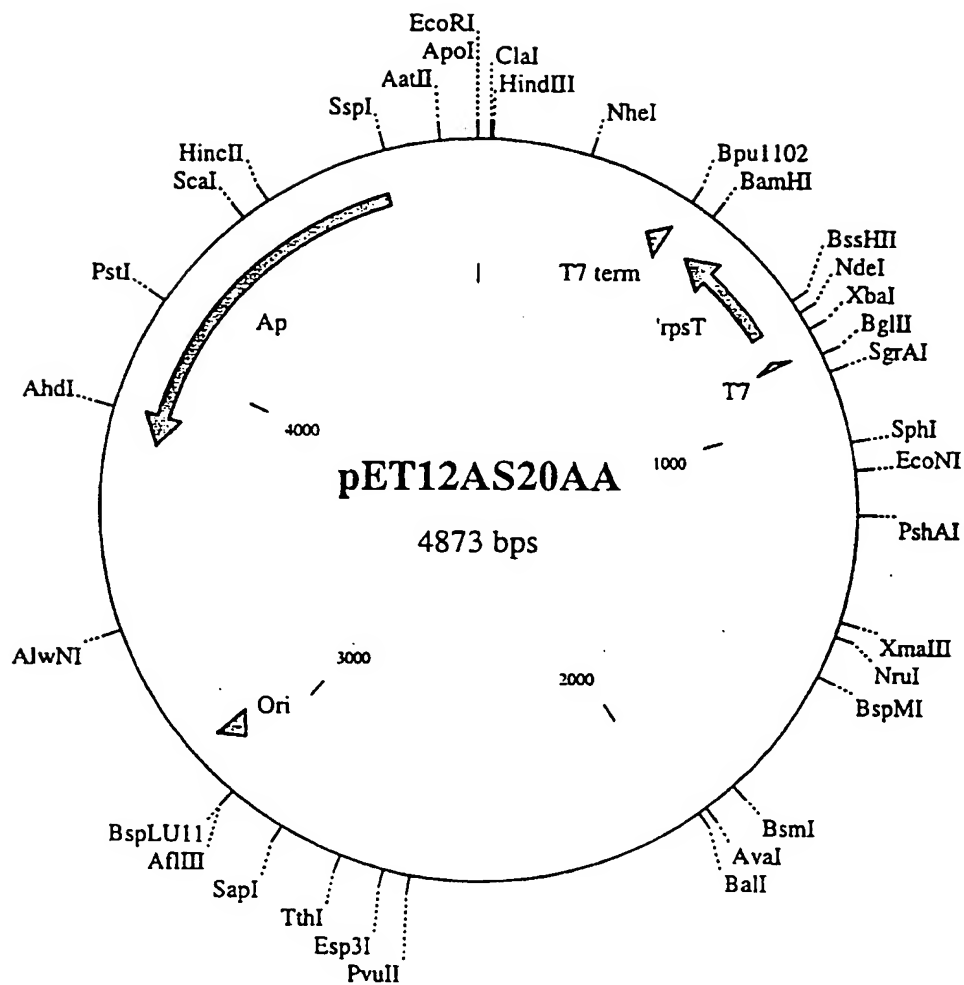 EcoRI
ApoI
ClaI
HindIII
AatII
SspI
NheI
HincII
ScaI
Bpu1102
BamHI
PstI
BssHII
NdeI
XbaI
BglII
SgrAI
T7 term
'rpsT
T7
Ap
AhdI
4000
SphI
EcoNI
1000
pET12AS20AA
4873 bps
PshAI
AlwNI
XmaIII
NruI
BspMI
3000
2000
Ori
BspLU11
AflIII
SapI
TthI
Esp3I
PvuII
BsmI
AvaI
BalI